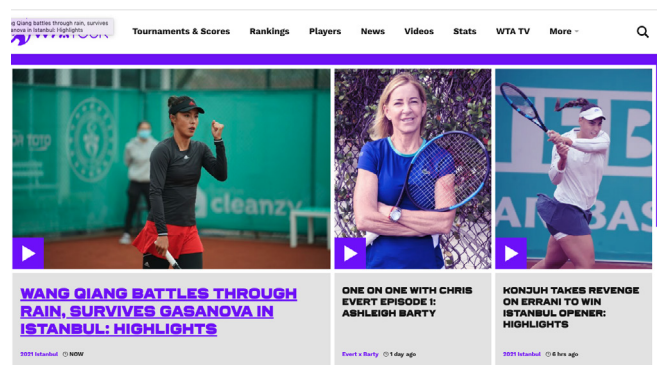 g Qiang battles through rain, survives
anova in Istanbul: Highlights
Tournaments & Scores Rankings Players News Videos Stats WTA TV More
cleanzy
WANG QIANG BATTLES THROUGH
RAIN, SURVIVES GASANOVA IN
ISTANBUL: HIGHLIGHTS
2021 Istanbul NOW
ONE ON ONE WITH CHRIS
EVERT EPISODE 1:
ASHLEIGH BARTY
Evert x Barty 1 day ago
KONJUH TAKES REVENGE
ON ERRANI TO WIN
ISTANBUL OPENER:
HIGHLIGHTS
2021 Istanbul 6 hrs ago